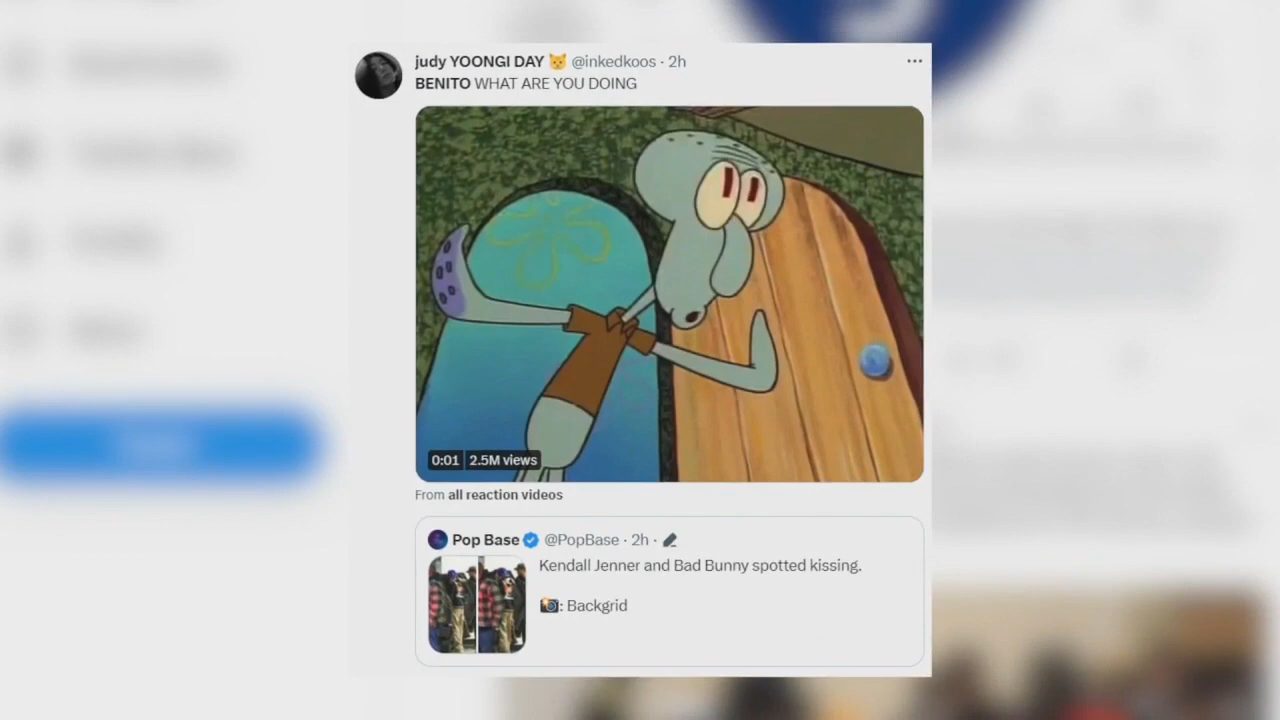 judy YOONGI DAY 🐱 @inkedkoos · 2h
BENITO WHAT ARE YOU DOING
0:01 2.5M views
From all reaction videos
Pop Base @PopBase · 2h ·
Kendall Jenner and Bad Bunny spotted kissing.
📸: Backgrid